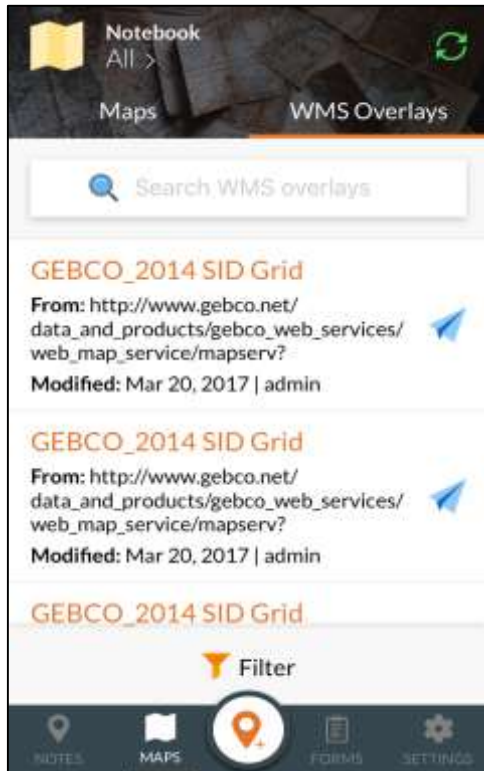 Notebook
All >
Maps
WMS Overlays
Search WMS overlays
GEBCO_2014 SID Grid
From: http://www.gebco.net/
data_and_products/gebco_web_services/
web_map_service/mapserv?
Modified: Mar 20, 2017 | admin
GEBCO_2014 SID Grid
From: http://www.gebco.net/
data_and_products/gebco_web_services/
web_map_service/mapserv?
Modified: Mar 20, 2017 | admin
GEBCO_2014 SID Grid
Filter
NOTES
MAPS
FORMS
SETTINGS